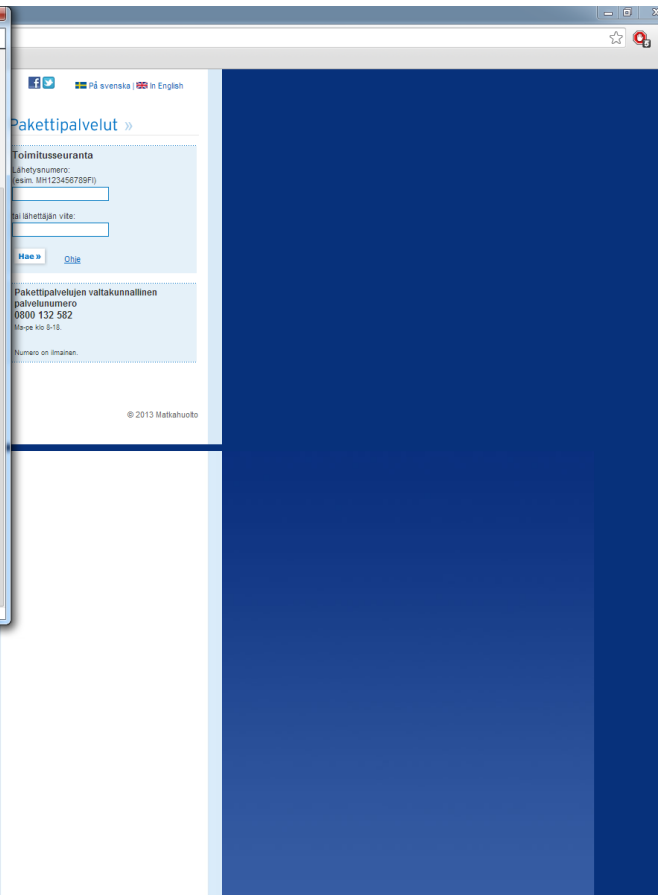 På svenska | In English
Pakettipalvelut »
Toimitusseuranta
Lähetysnumero:
(esim. MH123456789FI)
tai lähettäjän viite:
Hae »
Ohje
Pakettipalvelujen valtakunnallinen
palvelunumero
0800 132 582
Ma-pe klo 8-18.
Numero on ilmainen.
© 2013 Matkahuolto